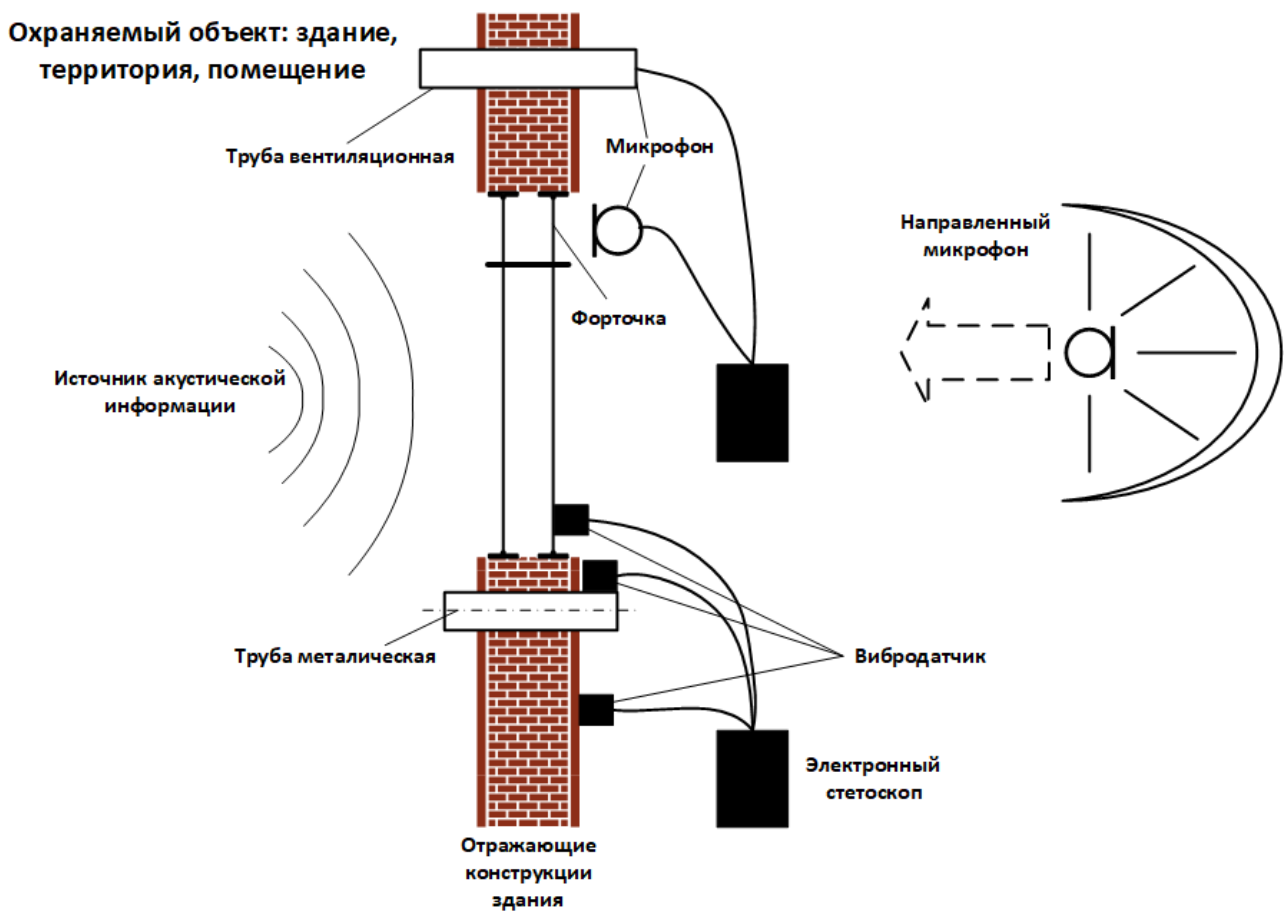 Охраняемый объект: здание,
территория, помещение
Труба вентиляционная
Микрофон
Направленный
микрофон
Форточка
Источник акустической
информации
Труба металическая
Вибродатчик
Электронный
стетоскоп
Отражающие
конструкции
здания